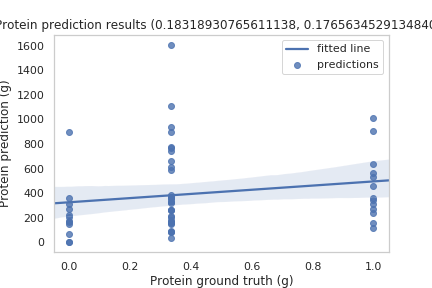 Protein prediction results (0.18318930765611138, 0.1765634529134840
1600
1400
1200
1000
800
600
400
200
0
Protein prediction (g)
fitted line
predictions
0.0 0.2 0.4 0.6 0.8 1.0
Protein ground truth (g)